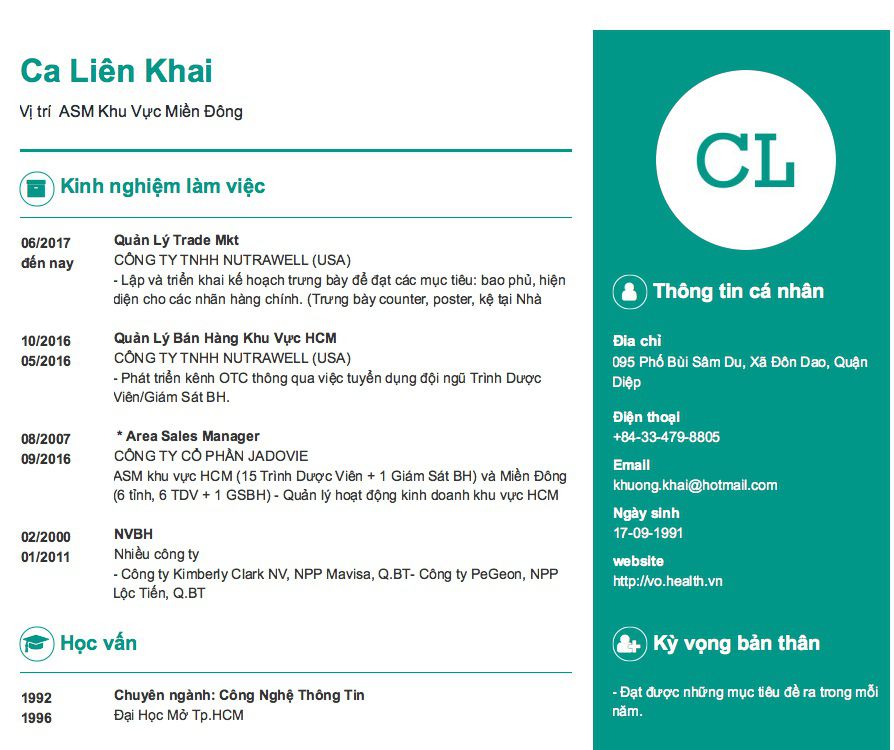 Ca Liên Khai
Vị trí ASM Khu Vực Miền Đông
Kinh nghiệm làm việc
06/2017
đến nay
Quản Lý Trade Mkt
CÔNG TY TNHH NUTRAWELL (USA)
- Lập và triển khai kế hoạch trưng bày để đạt các mục tiêu: bao phủ, hiện
diện cho các nhãn hàng chính. (Trưng bày counter, poster, kệ tại Nhà
10/2016
05/2016
Quản Lý Bán Hàng Khu Vực HCM
CÔNG TY TNHH NUTRAWELL (USA)
- Phát triển kênh OTC thông qua việc tuyển dụng đội ngũ Trình Dược
Viên/Giám Sát BH.
08/2007
09/2016
* Area Sales Manager
CÔNG TY CỔ PHẦN JADOVIE
ASM khu vực HCM (15 Trình Dược Viên + 1 Giám Sát BH) và Miền Đông
(6 tỉnh, 6 TDV + 1 GSBH) - Quản lý hoạt động kinh doanh khu vực HCM
02/2000
01/2011
NVBH
Nhiều công ty
- Công ty Kimberly Clark NV, NPP Mavisa, Q.BT- Công ty PeGeon, NPP
Lộc Tiến, Q.BT
Học vấn
1992
1996
Chuyên ngành: Công Nghệ Thông Tin
Đại Học Mở Tp.HCM
CL
Thông tin cá nhân
Địa chỉ
095 Phố Bùi Sâm Du, Xã Đôn Dao, Quận
Diệp
Điện thoại
+84-33-479-8805
Email
khuong.khai@hotmail.com
Ngày sinh
17-09-1991
website
http://vo.health.vn
Kỳ vọng bản thân
- Đạt được những mục tiêu đề ra trong mỗi
năm.